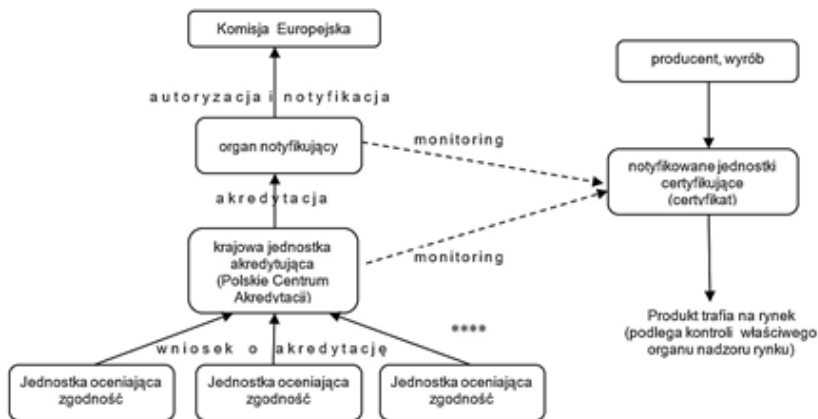 Komisja Europejska
autoryzacja i notyfikacja
organ notyfikujący
akredytacja
krajowa jednostka
akredytująca
(Polskie Centrum
Akredytacji)
wniosek o akredytację
****
Jednostka oceniająca
zgodność
Jednostka oceniająca
zgodność
Jednostka oceniająca
zgodność
monitoring
monitoring
producent, wyrób
notyfikowane jednostki
certyfikujące
(certyfikat)
Produkt trafia na rynek
(podlega kontroli właściwego
organu nadzoru rynku)